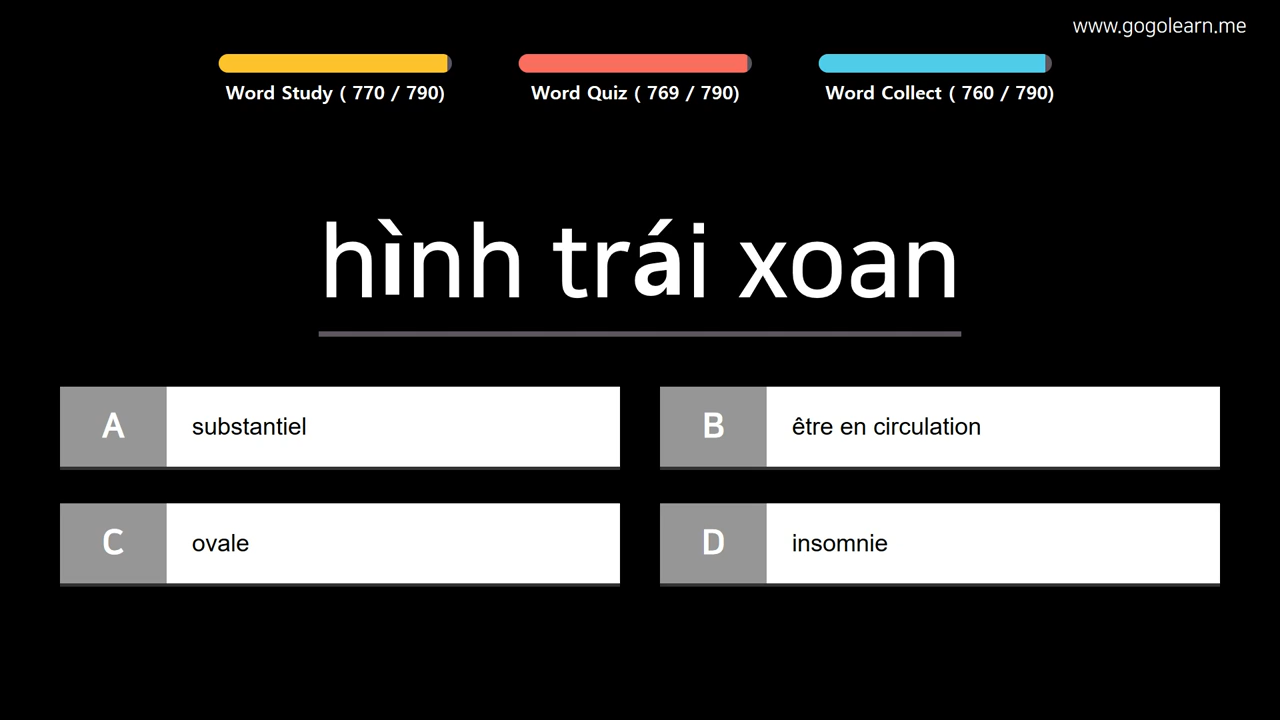 www.gogolearn.me
Word Study ( 770 / 790)
Word Quiz ( 769 / 790)
Word Collect ( 760 / 790)
hình trái xoan
A substantiel
B être en circulation
C ovale
D insomnie